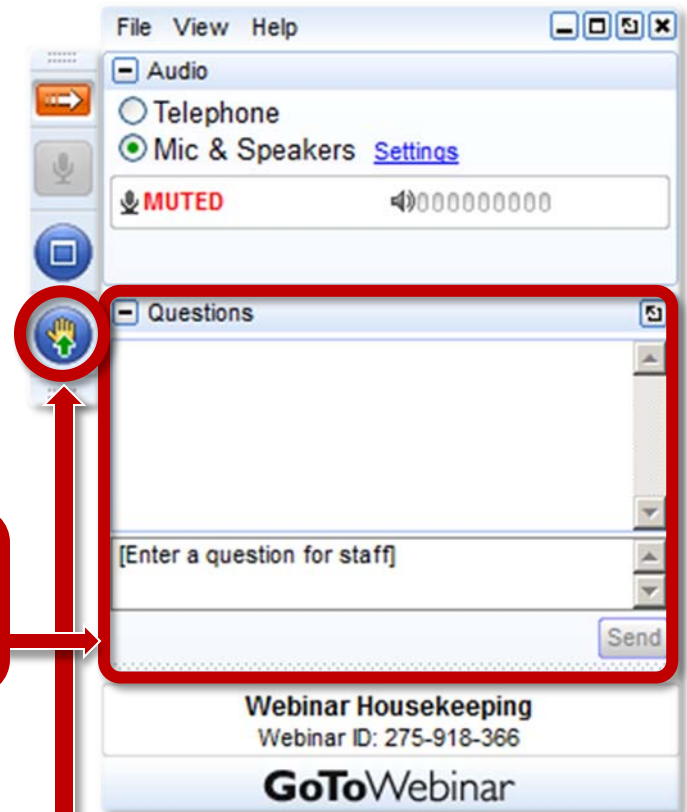 File View Help
Audio
Telephone
Mic & Speakers Settings
MUTED 000000000
Questions
[Enter a question for staff]
Send
Webinar Housekeeping
Webinar ID: 275-918-366
GoToWebinar